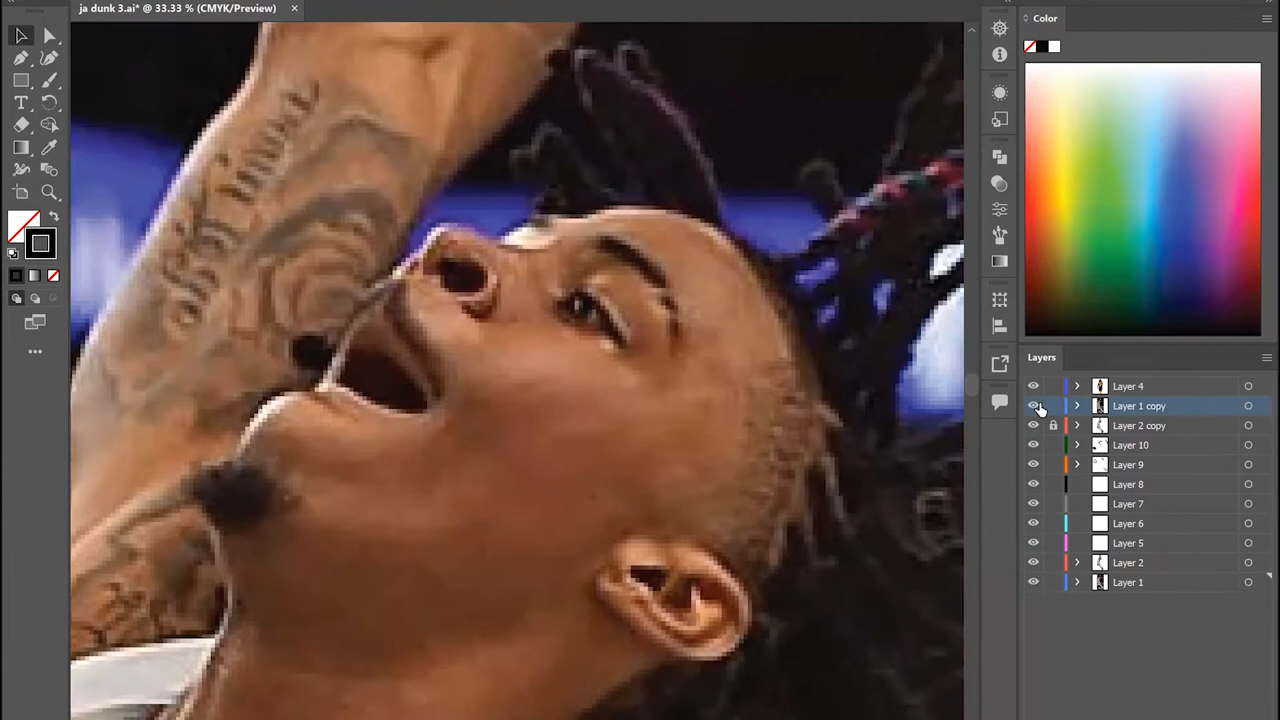 ja dunk 3.ai* @ 33.33 % (CMYK/Preview)
Color
Layers
Layer 4
Layer 1 copy
Layer 2 copy
Layer 10
Layer 9
Layer 8
Layer 7
Layer 6
Layer 5
Layer 2
Layer 1